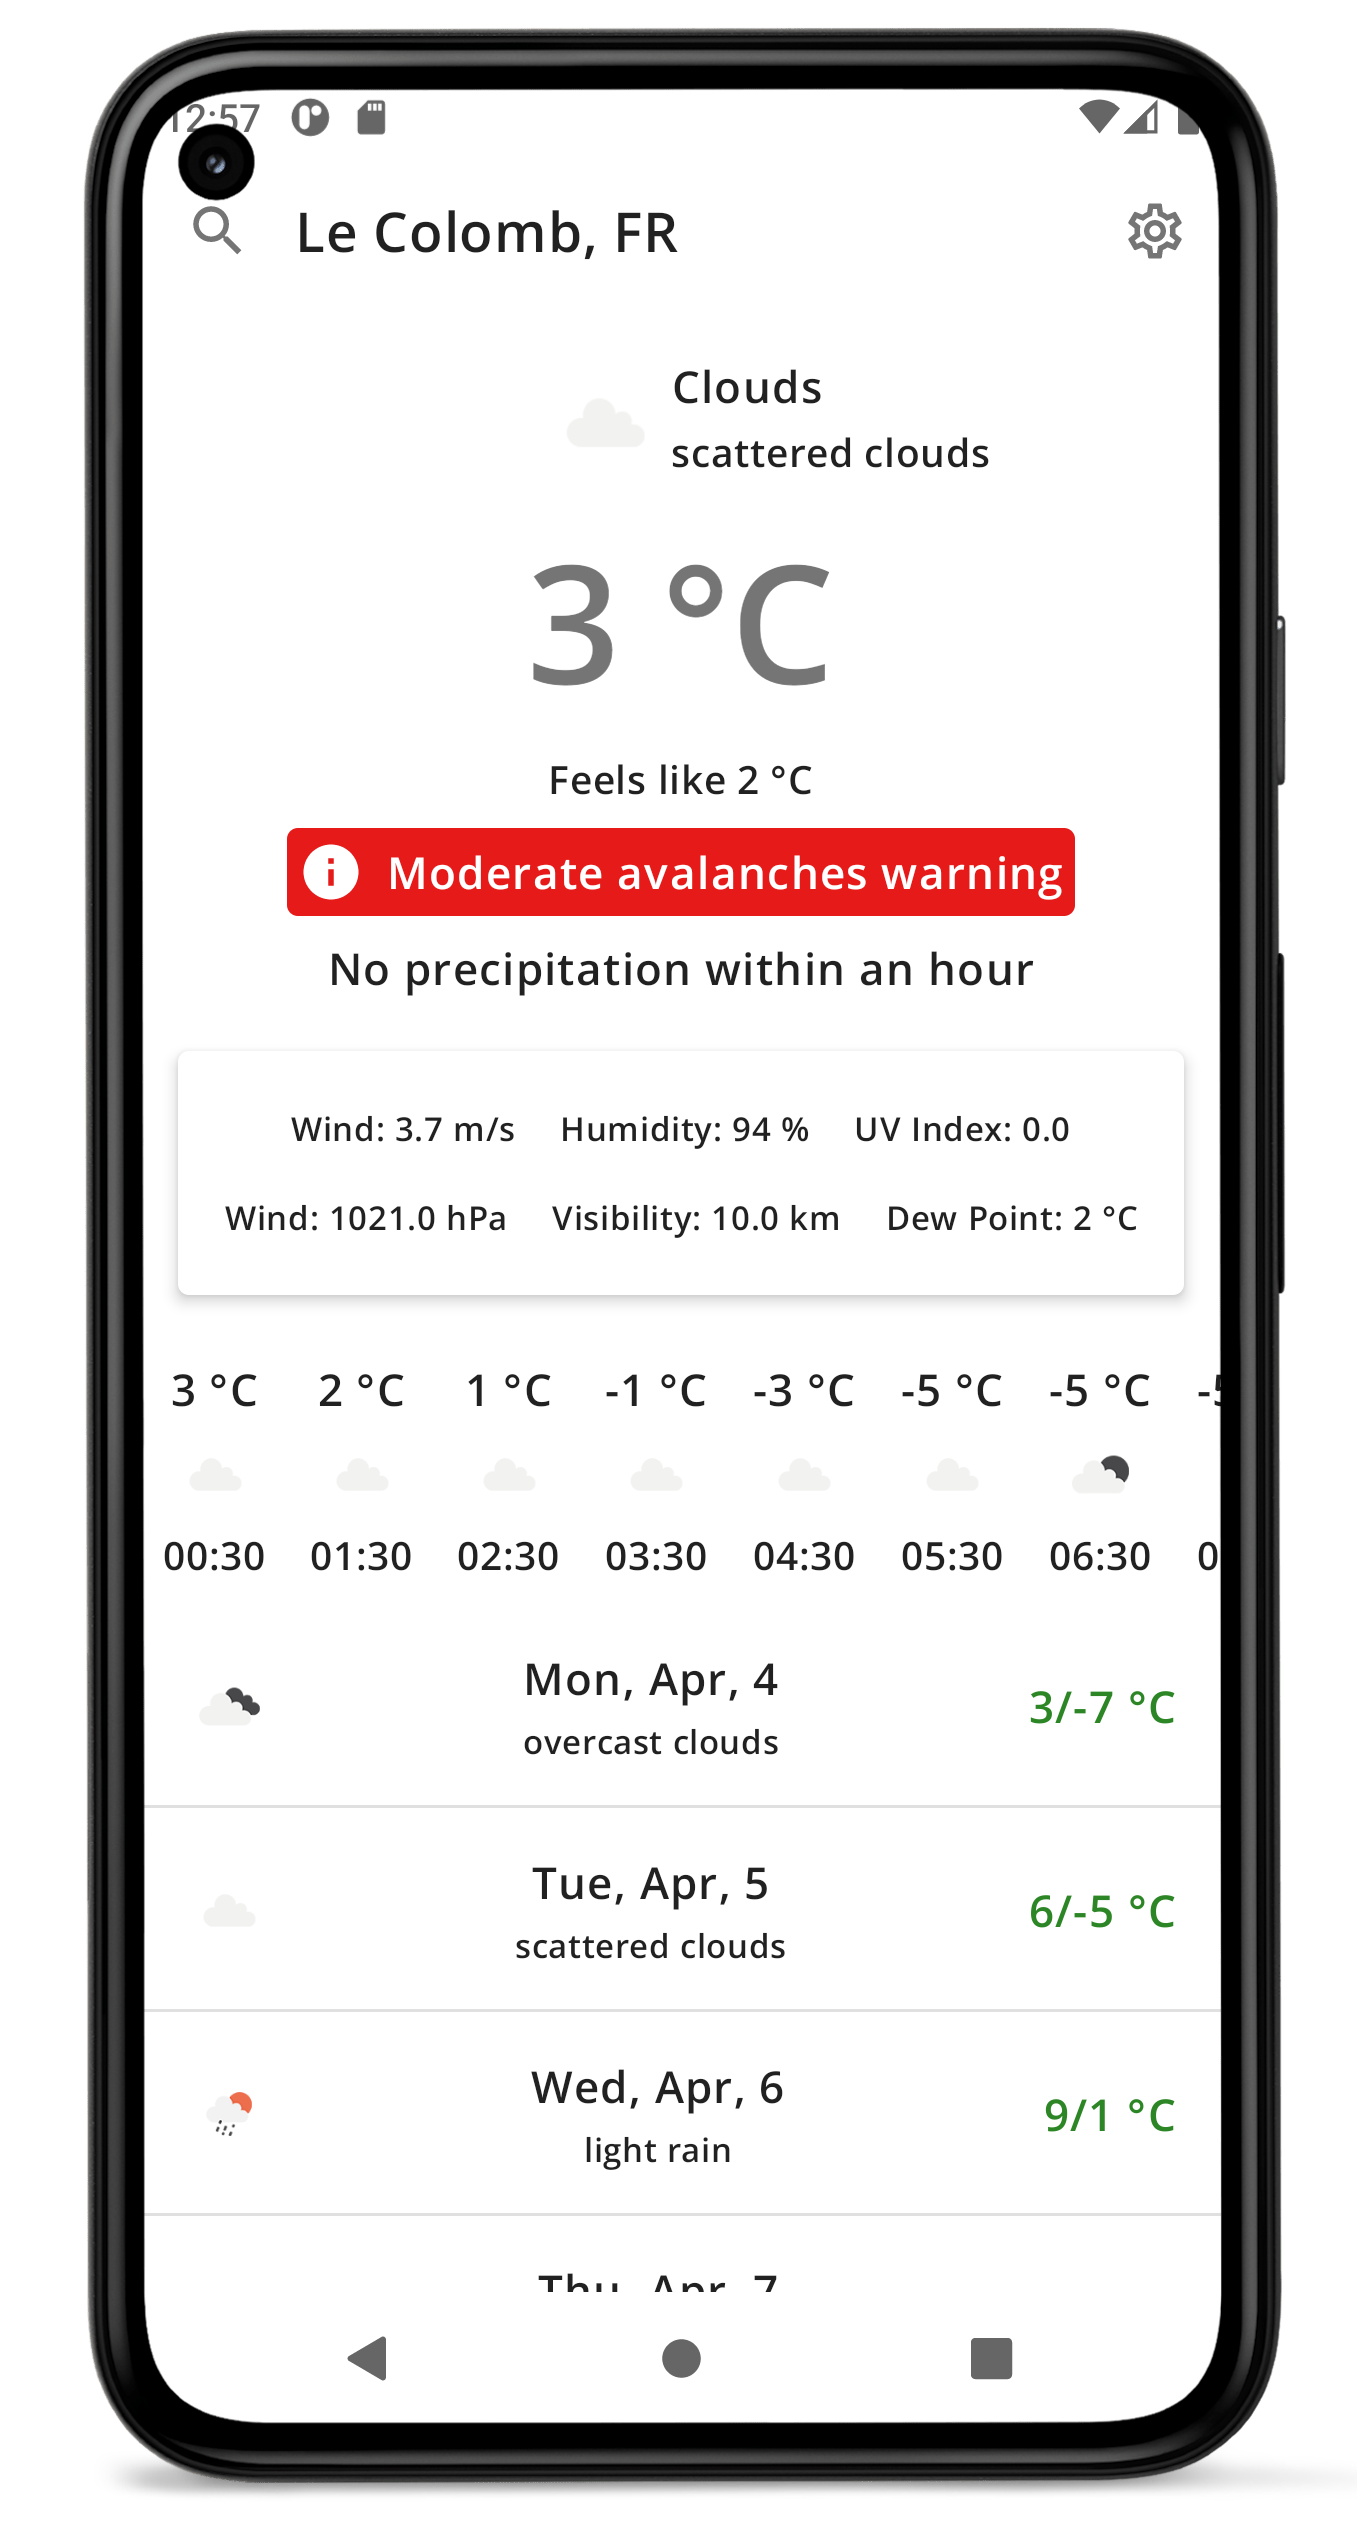 12:57
Le Colomb, FR
Clouds
scattered clouds
3 °C
Feels like 2 °C
Moderate avalanches warning
No precipitation within an hour
Wind: 3.7 m/s Humidity: 94 % UV Index: 0.0
Wind: 1021.0 hPa Visibility: 10.0 km Dew Point: 2 °C
3 °C 2 °C 1 °C -1 °C -3 °C -5 °C -5 °C
00:30 01:30 02:30 03:30 04:30 05:30 06:30
Mon, Apr, 4
overcast clouds
3/-7 °C
Tue, Apr, 5
scattered clouds
6/-5 °C
Wed, Apr, 6
light rain
9/1 °C
Thu, Apr, 7